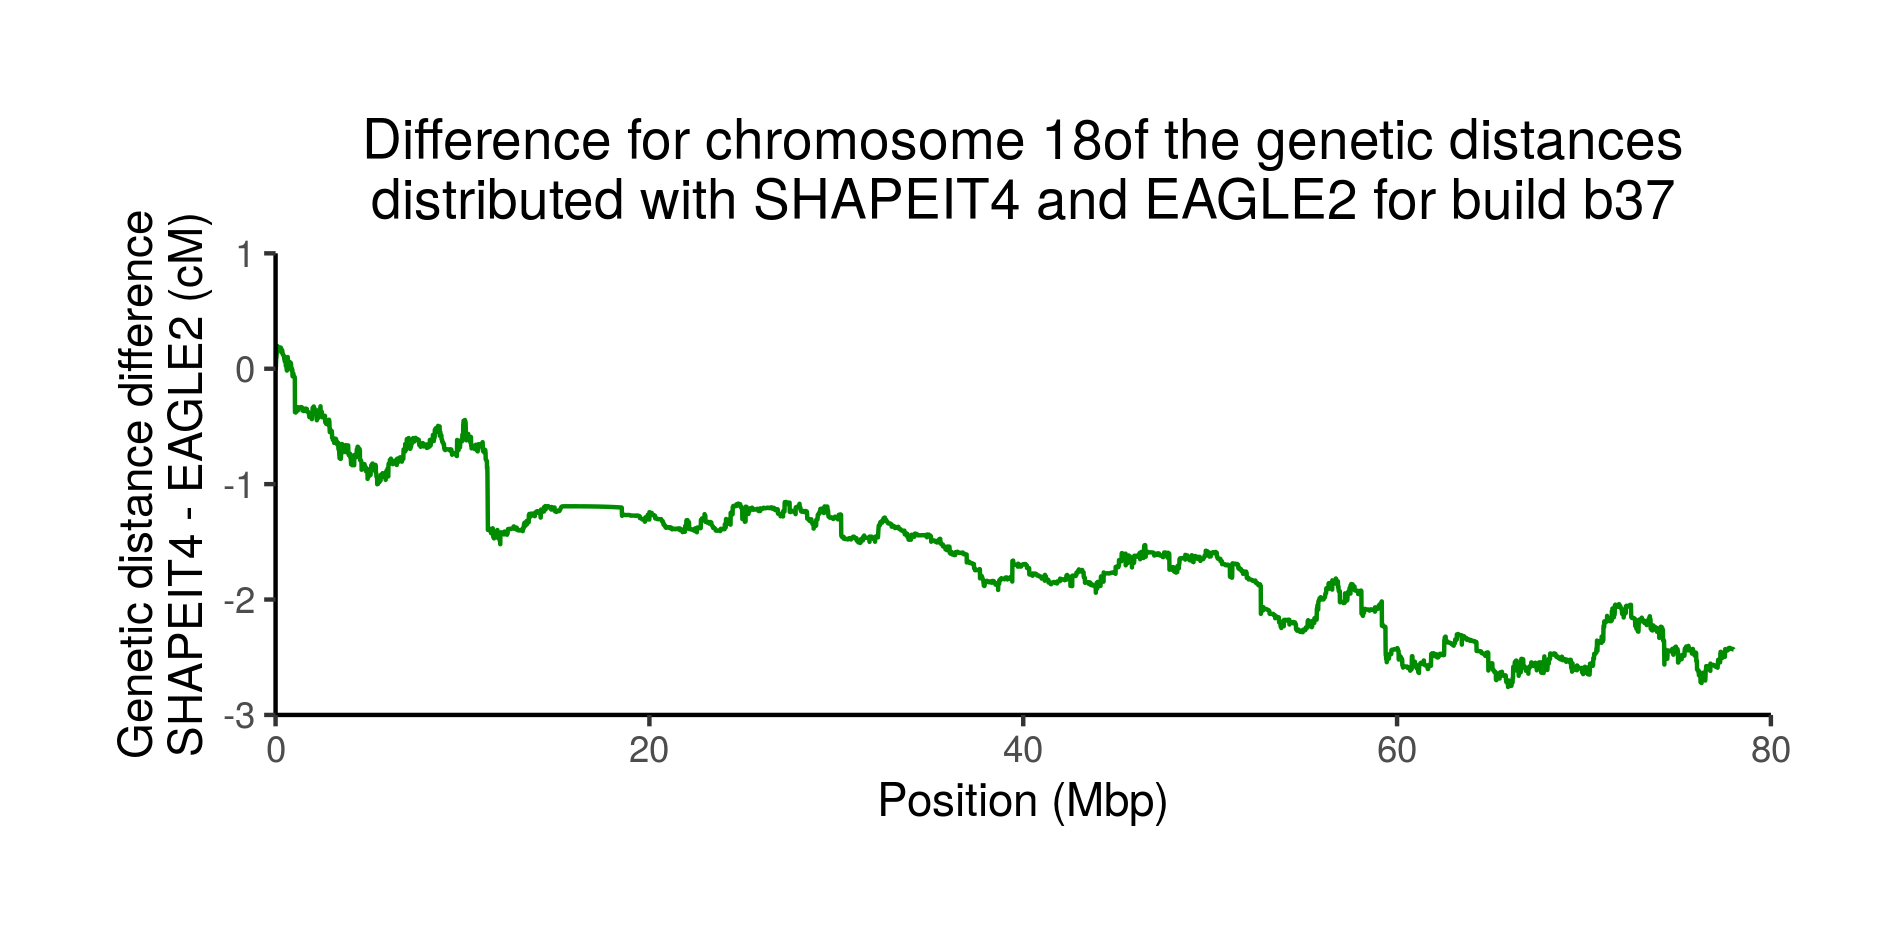 Difference for chromosome 18of the genetic distances
distributed with SHAPEIT4 and EAGLE2 for build b37
Genetic distance difference
SHAPEIT4 - EAGLE2 (cM)
1
0
-1
-2
-3
0
20
40
60
80
Position (Mbp)